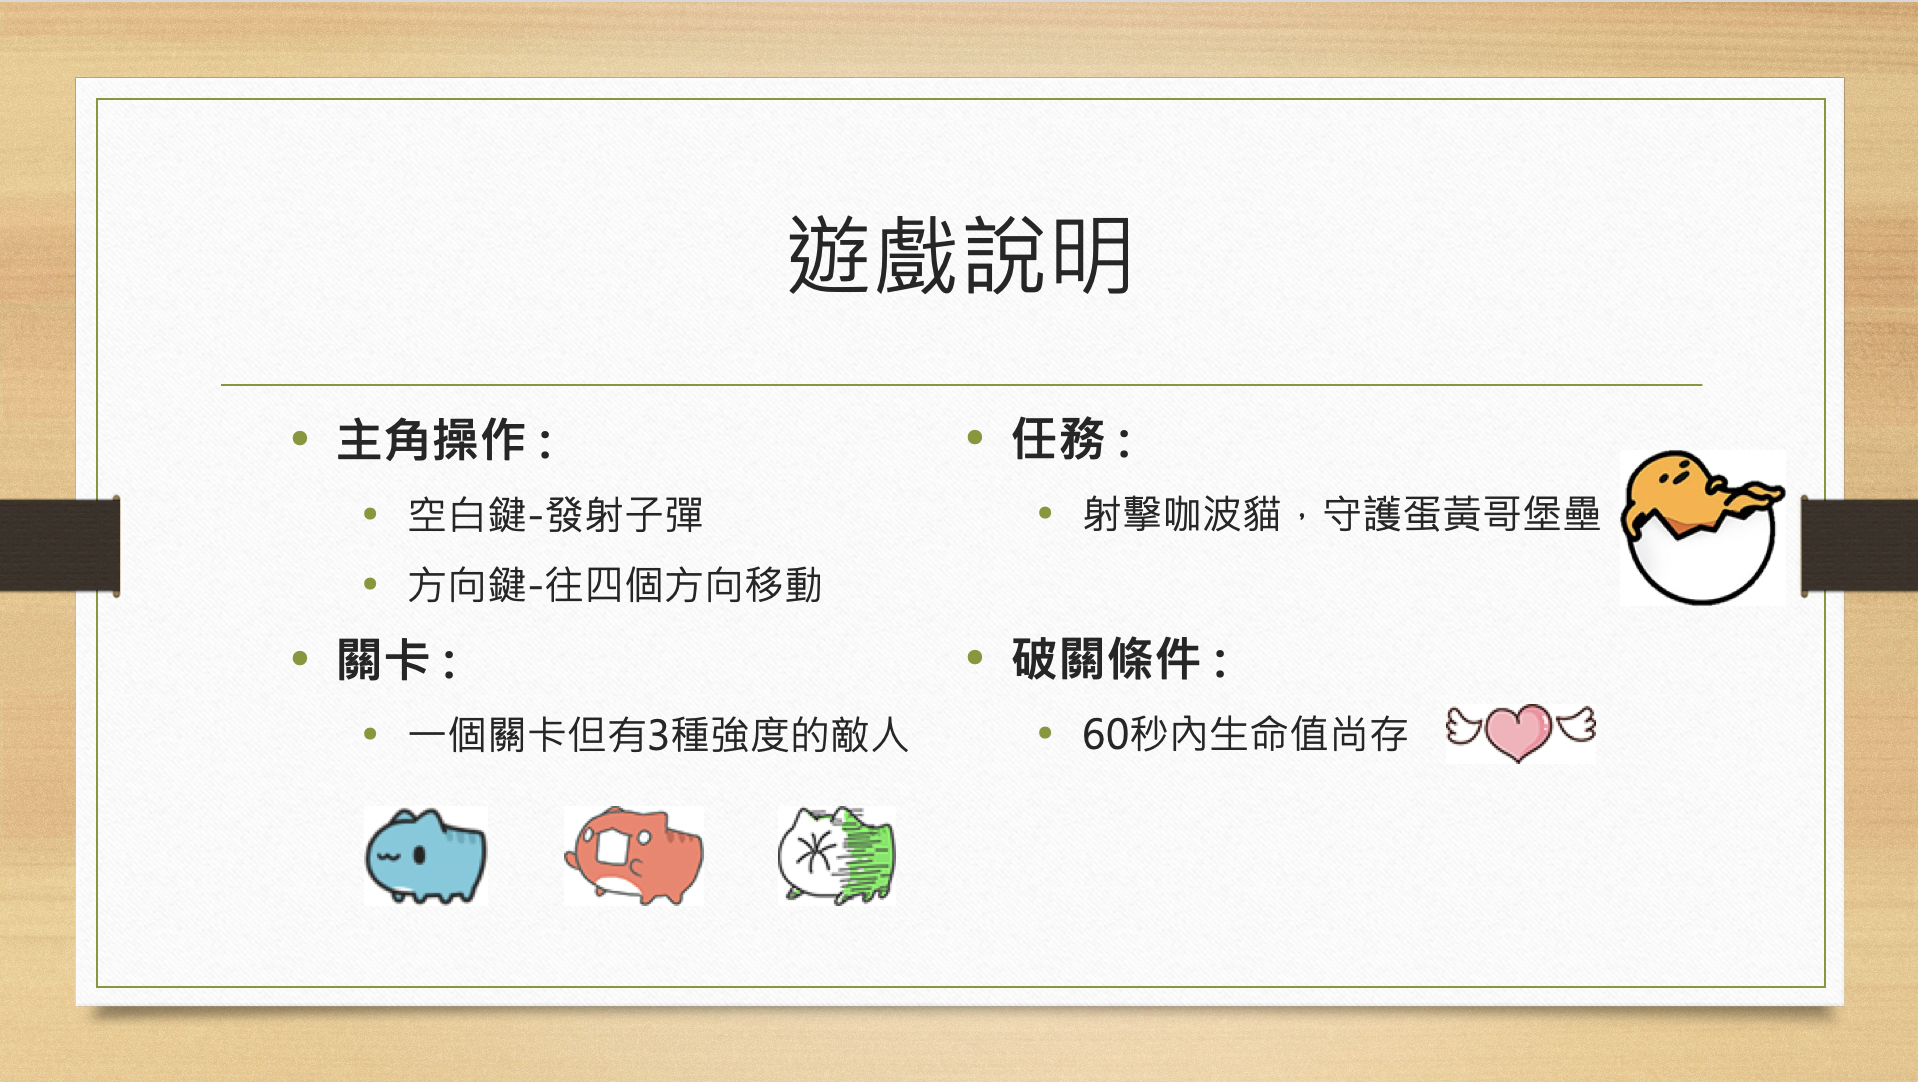 遊戲說明
主角操作：
空白鍵-發射子彈
方向鍵-往四個方向移動
關卡：
一個關卡但有3種強度的敵人
任務：
射擊咖波貓，守護蛋黃哥堡壘
破關條件：
60秒內生命值尚存